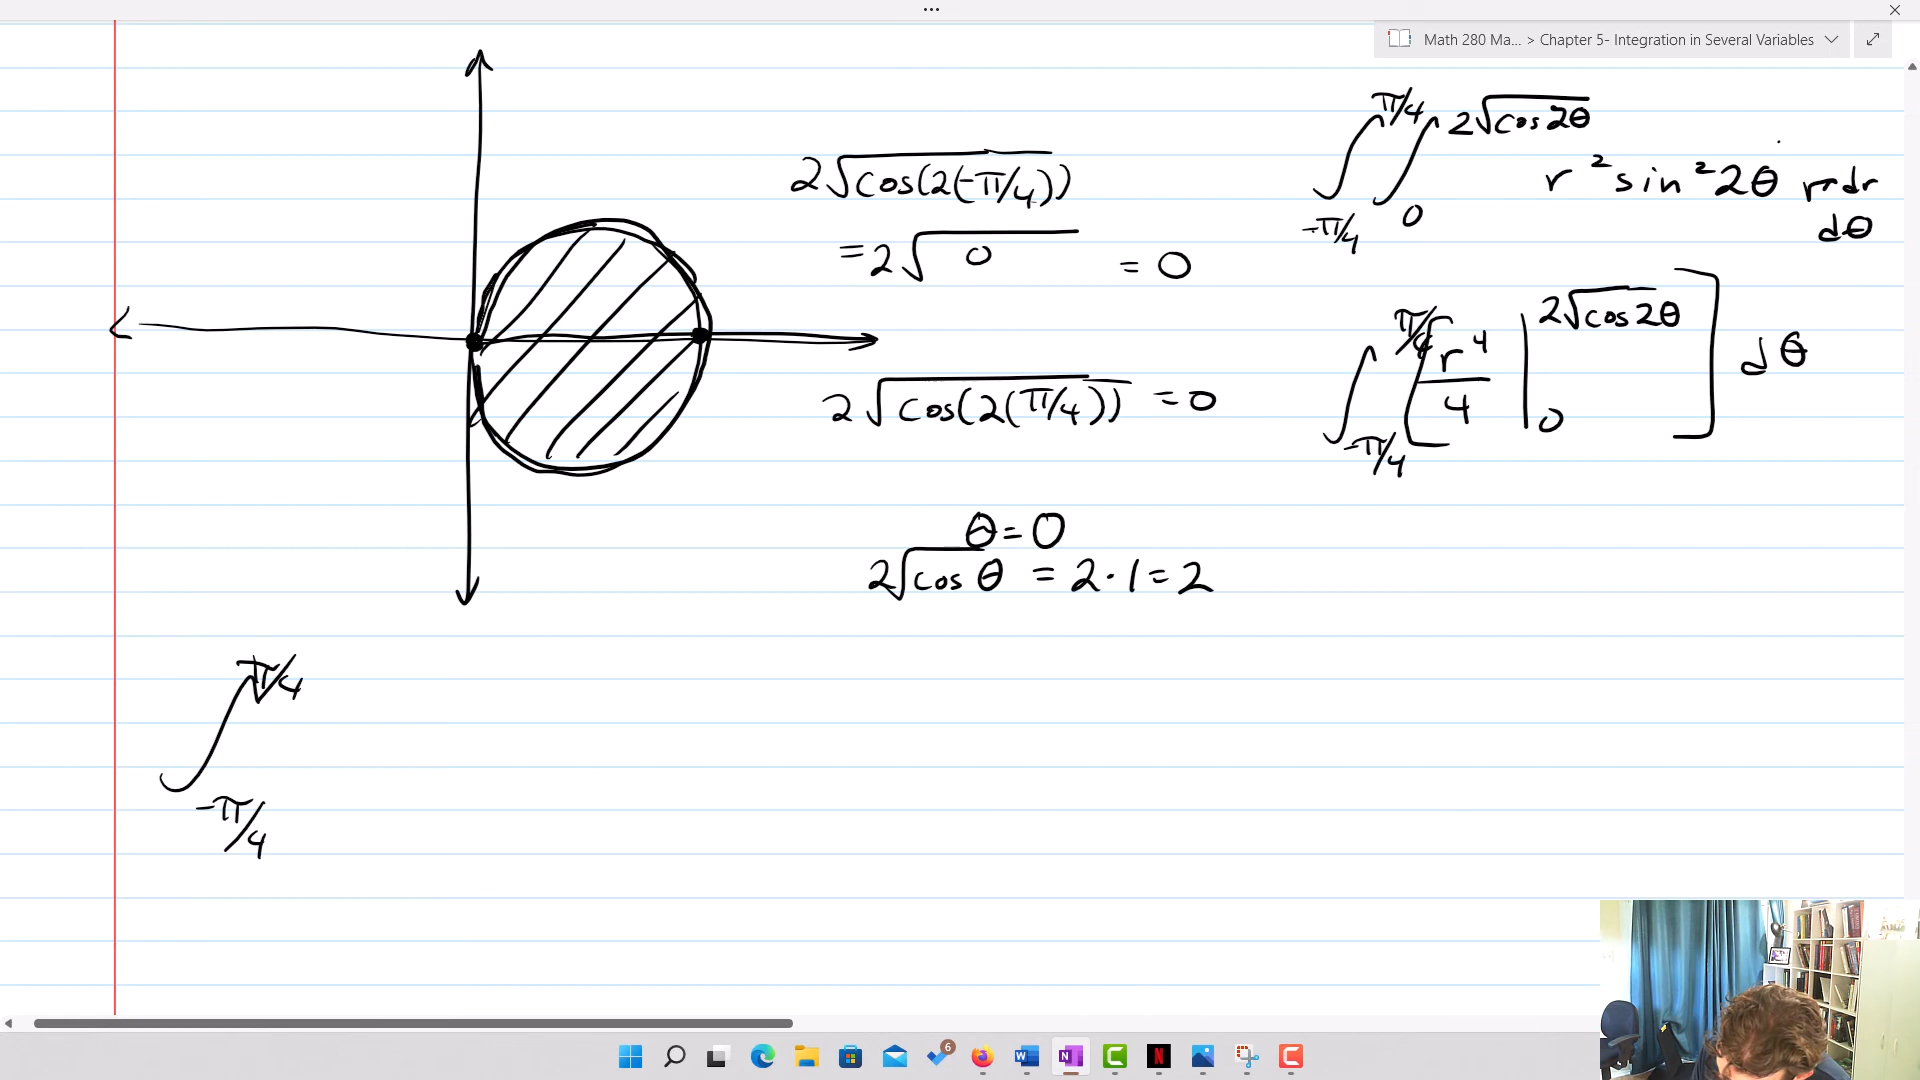 Math 280 Ma... > Chapter 5- Integration in Several Variables
2√cos(2(-π/4))
=2√0 = 0
2√cos(2(π/4)) = 0
θ=0
2√cos θ = 2·1=2
∫_{-π/4}^{π/4} ∫_0^{2√cos 2θ} r² sin² 2θ r dr
dθ
∫_{-π/4}^{π/4} [ r⁴/4 |_0^{2√cos 2θ} ] dθ
∫_{-π/4}^{π/4}
6